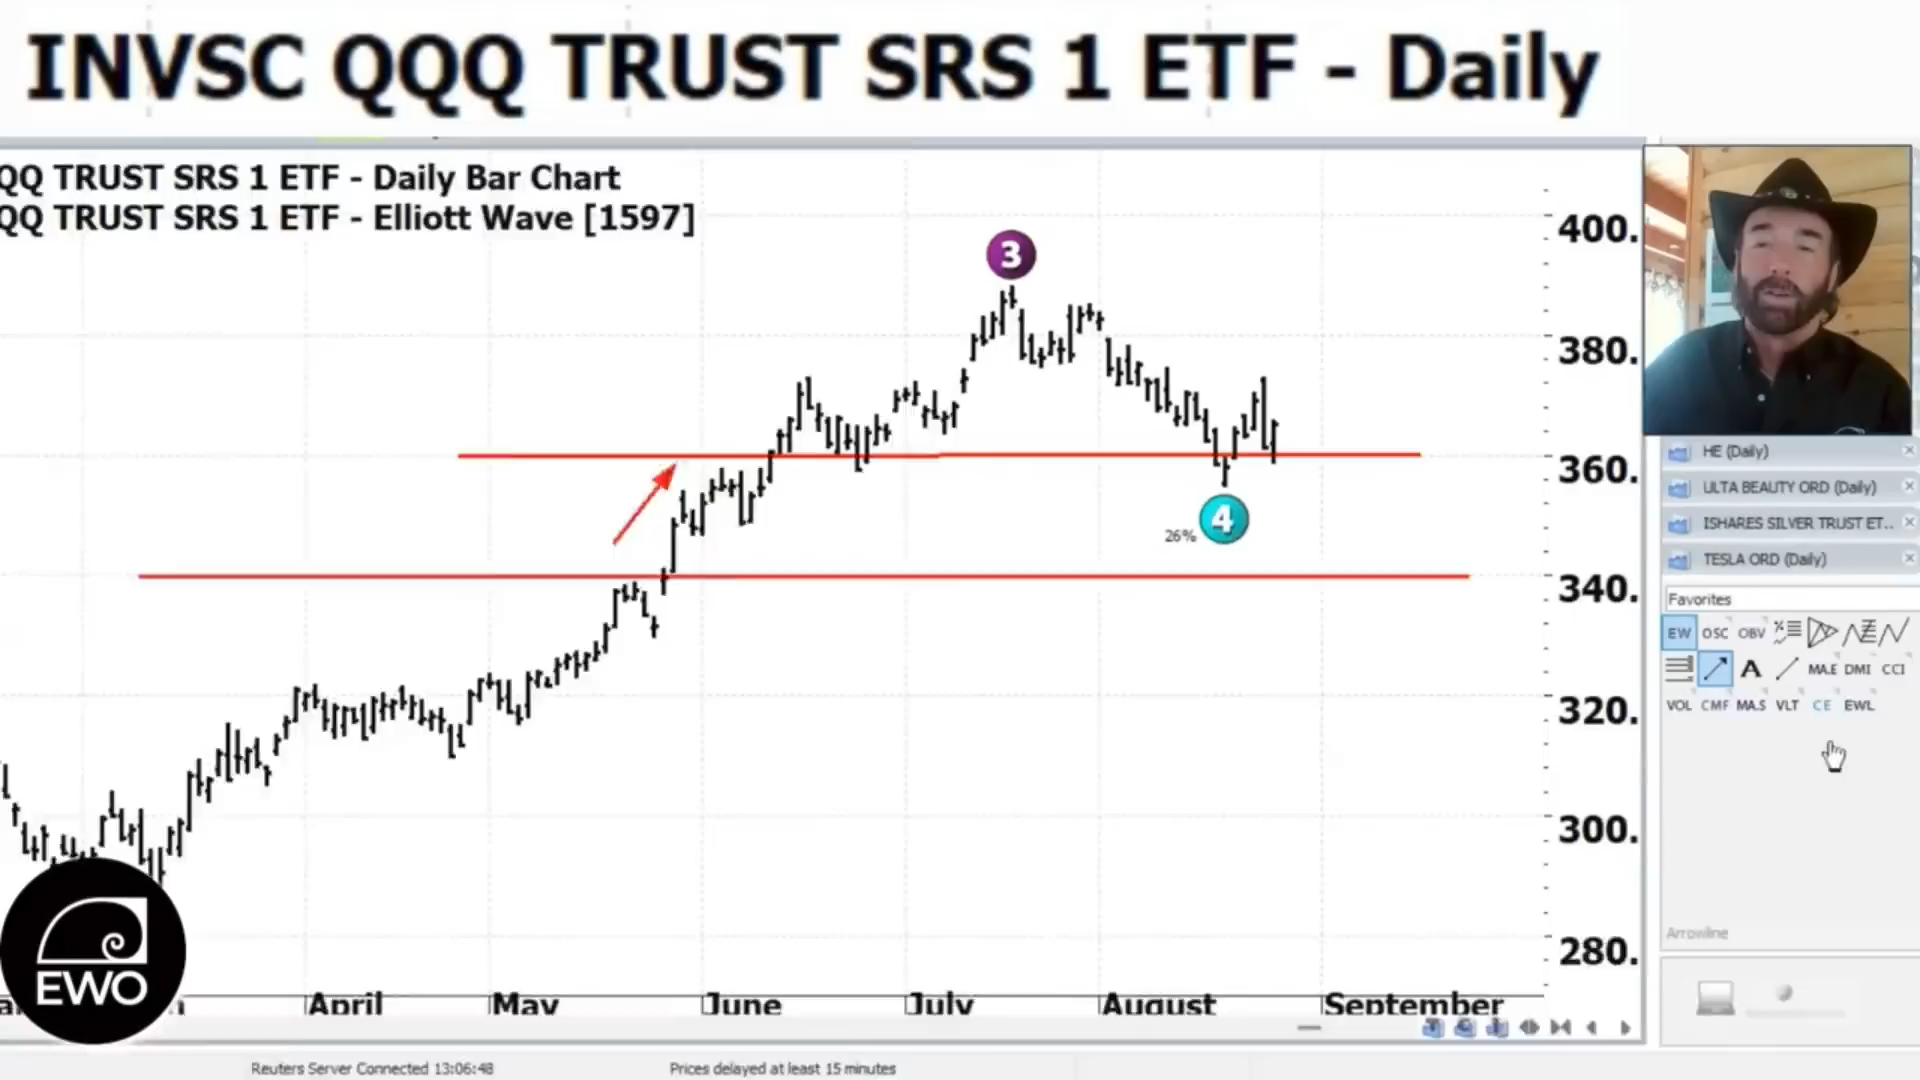 INVSC QQQ TRUST SRS 1 ETF - Daily
QQ TRUST SRS 1 ETF - Daily Bar Chart
QQ TRUST SRS 1 ETF - Elliott Wave [1597]
3
4
26%
400.
380.
360.
340.
320.
300.
280.
April May June July August September
EWO
HE (Daily)
ULTA BEAUTY ORD (Daily)
ISHARES SILVER TRUST ET..
TESLA ORD (Daily)
Favorites
EW OSC OBV
A MA.E DMI CCI
VOL CMF MA.S VLT CE EWL
Arrowline
Reuters Server Connected 13:06:48
Prices delayed at least 15 minutes